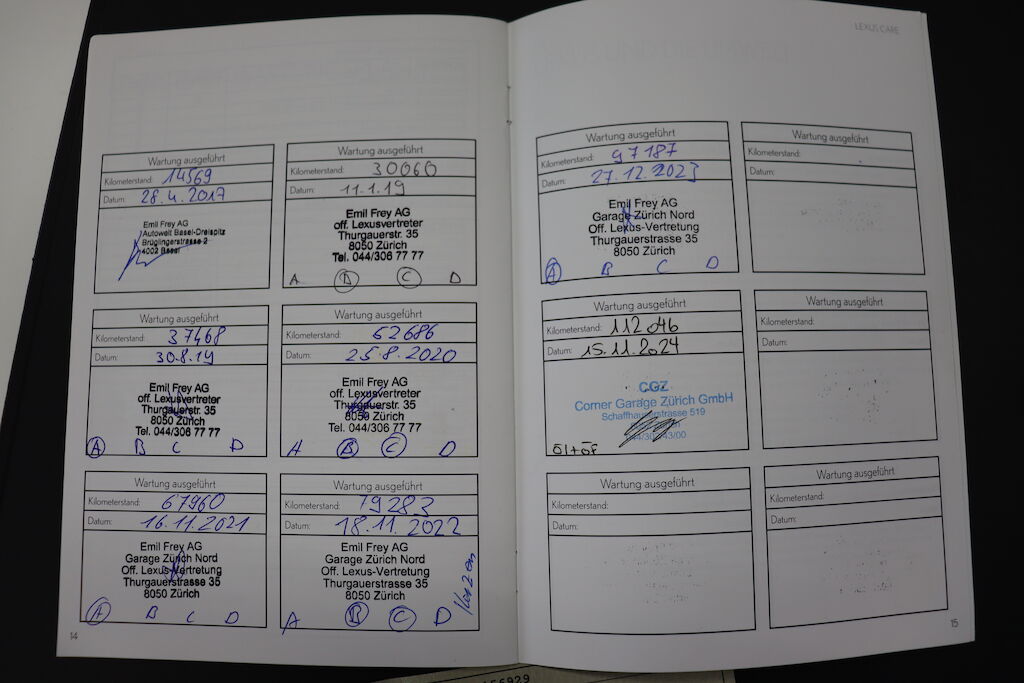 LEXUS CARE
Wartung ausgeführt
Kilometerstand: 14569
Datum: 28.4.2017
Emil Frey AG
Autowelt Basel-Dreispitz
Brüglingerstrasse 2
4002 Basel
Wartung ausgeführt
Kilometerstand: 30060
Datum: 11.1.19
Emil Frey AG
off. Lexusvertreter
Thurgauerstr. 35
8050 Zürich
Tel. 044/306 77 77
A B C D
Wartung ausgeführt
Kilometerstand: 37468
Datum: 30.8.19
Emil Frey AG
off. Lexusvertreter
Thurgauerstr. 35
8050 Zürich
Tel. 044/306 77 77
A B C D
Wartung ausgeführt
Kilometerstand: 52686
Datum: 25.8.2020
Emil Frey AG
off. Lexusvertreter
Thurgauerstr. 35
8050 Zürich
Tel. 044/306 77 77
A B C D
Wartung ausgeführt
Kilometerstand: 67960
Datum: 16.11.2021
Emil Frey AG
Garage Zürich Nord
Off. Lexus-Vertretung
Thurgauerstrasse 35
8050 Zürich
A B C D
Wartung ausgeführt
Kilometerstand: 79283
Datum: 18.11.2022
Emil Frey AG
Garage Zürich Nord
Off. Lexus-Vertretung
Thurgauerstrasse 35
8050 Zürich
A B C D
14
Wartung ausgeführt
Kilometerstand: 97187
Datum: 27.12.2023
Emil Frey AG
Garage Zürich Nord
Off. Lexus-Vertretung
Thurgauerstrasse 35
8050 Zürich
A B C D
Wartung ausgeführt
Kilometerstand:
Datum:
Wartung ausgeführt
Kilometerstand: 112046
Datum: 15.11.2024
CGZ
Corner Garage Zürich GmbH
Schaffhauserstrasse 519
Öl+ÖF
Wartung ausgeführt
Kilometerstand:
Datum:
Wartung ausgeführt
Kilometerstand:
Datum:
Wartung ausgeführt
Kilometerstand:
Datum:
15